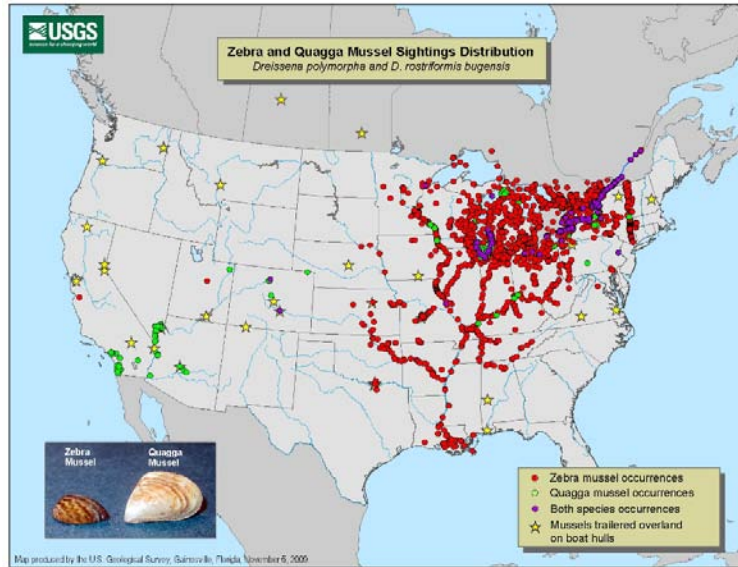 USGS
science for a changing world
Zebra and Quagga Mussel Sightings Distribution
Dreissena polymorpha and D. rostriformis bugensis
Zebra
Mussel
Quagga
Mussel
Zebra mussel occurrences
Quagga mussel occurrences
Both species occurrences
Mussels trailered overland
on boat hulls
Map produced by the U.S. Geological Survey, Gainesville, Florida, November 5, 2009